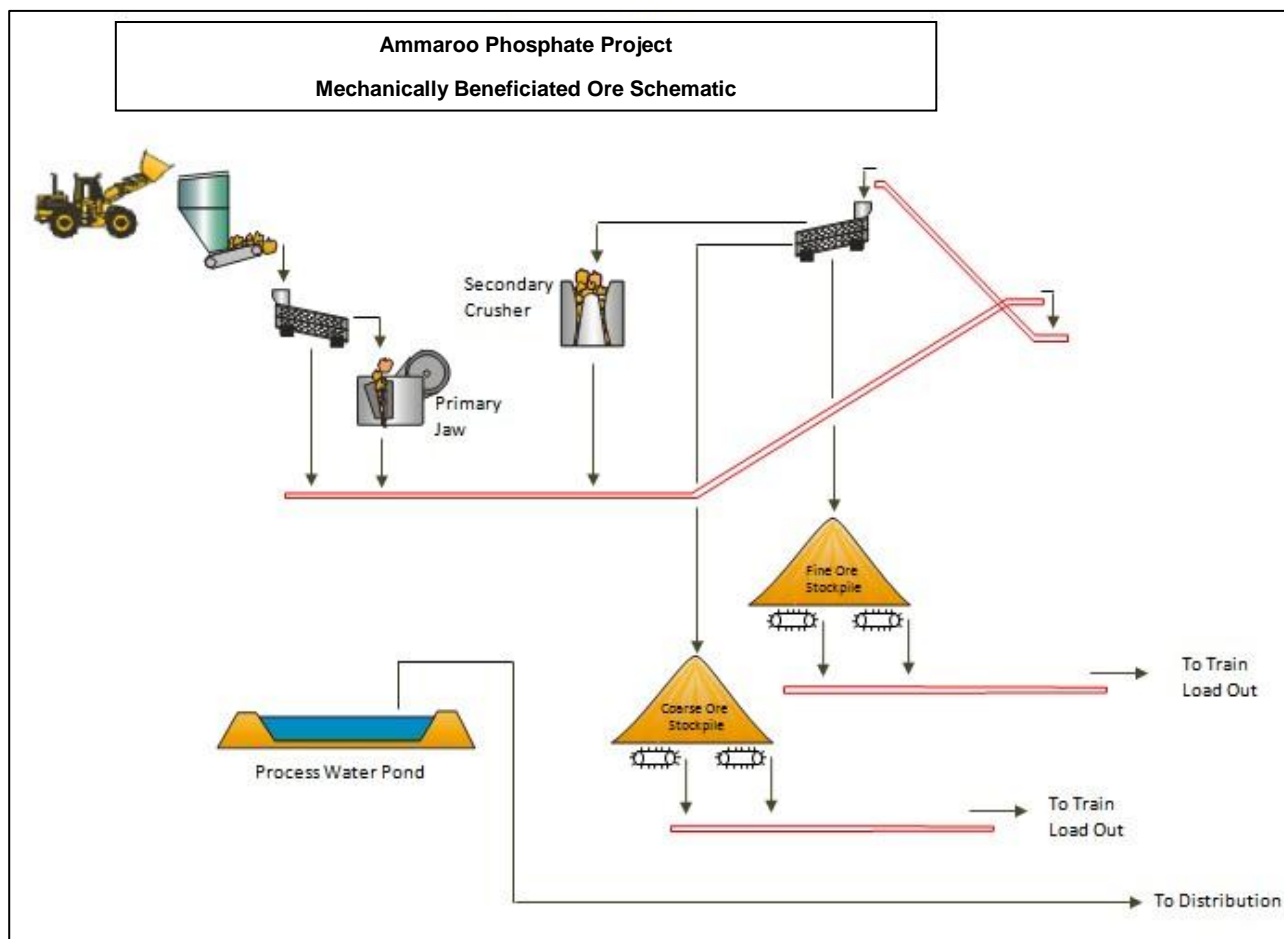 Ammaroo Phosphate Project
Mechanically Beneficiated Ore Schematic
Secondary
Crusher
Primary
Jaw
Fine Ore
Stockpile
To Train
Load Out
Coarse Ore
Stockpile
Process Water Pond
To Train
Load Out
To Distribution